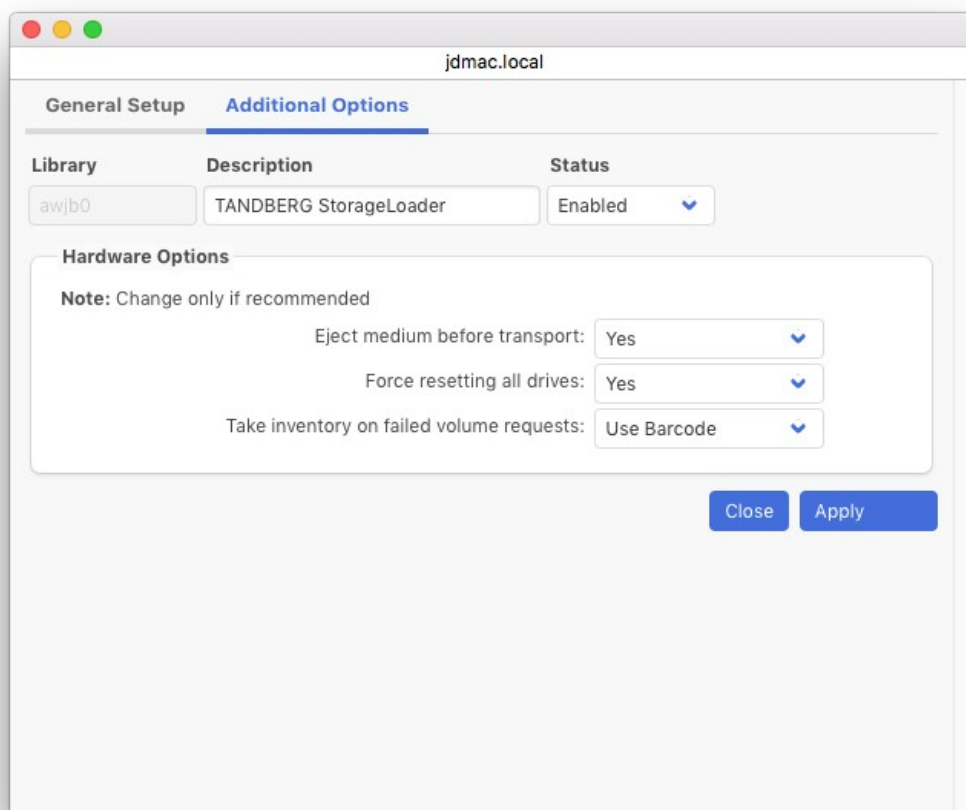 jdmac.local
General Setup Additional Options
Library Description Status
awjb0 TANDBERG StorageLoader Enabled
Hardware Options
Note: Change only if recommended
Eject medium before transport: Yes
Force resetting all drives: Yes
Take inventory on failed volume requests: Use Barcode
Close Apply